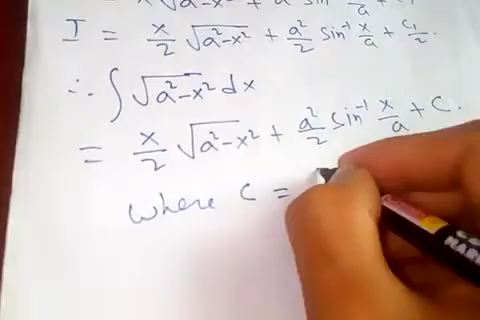 I = x/2 √a²-x² + a²/2 sin⁻¹ x/a + C₁/2.
∴ ∫ √a²-x² dx
= x/2 √a²-x² + a²/2 sin⁻¹ x/a + C.
where C =